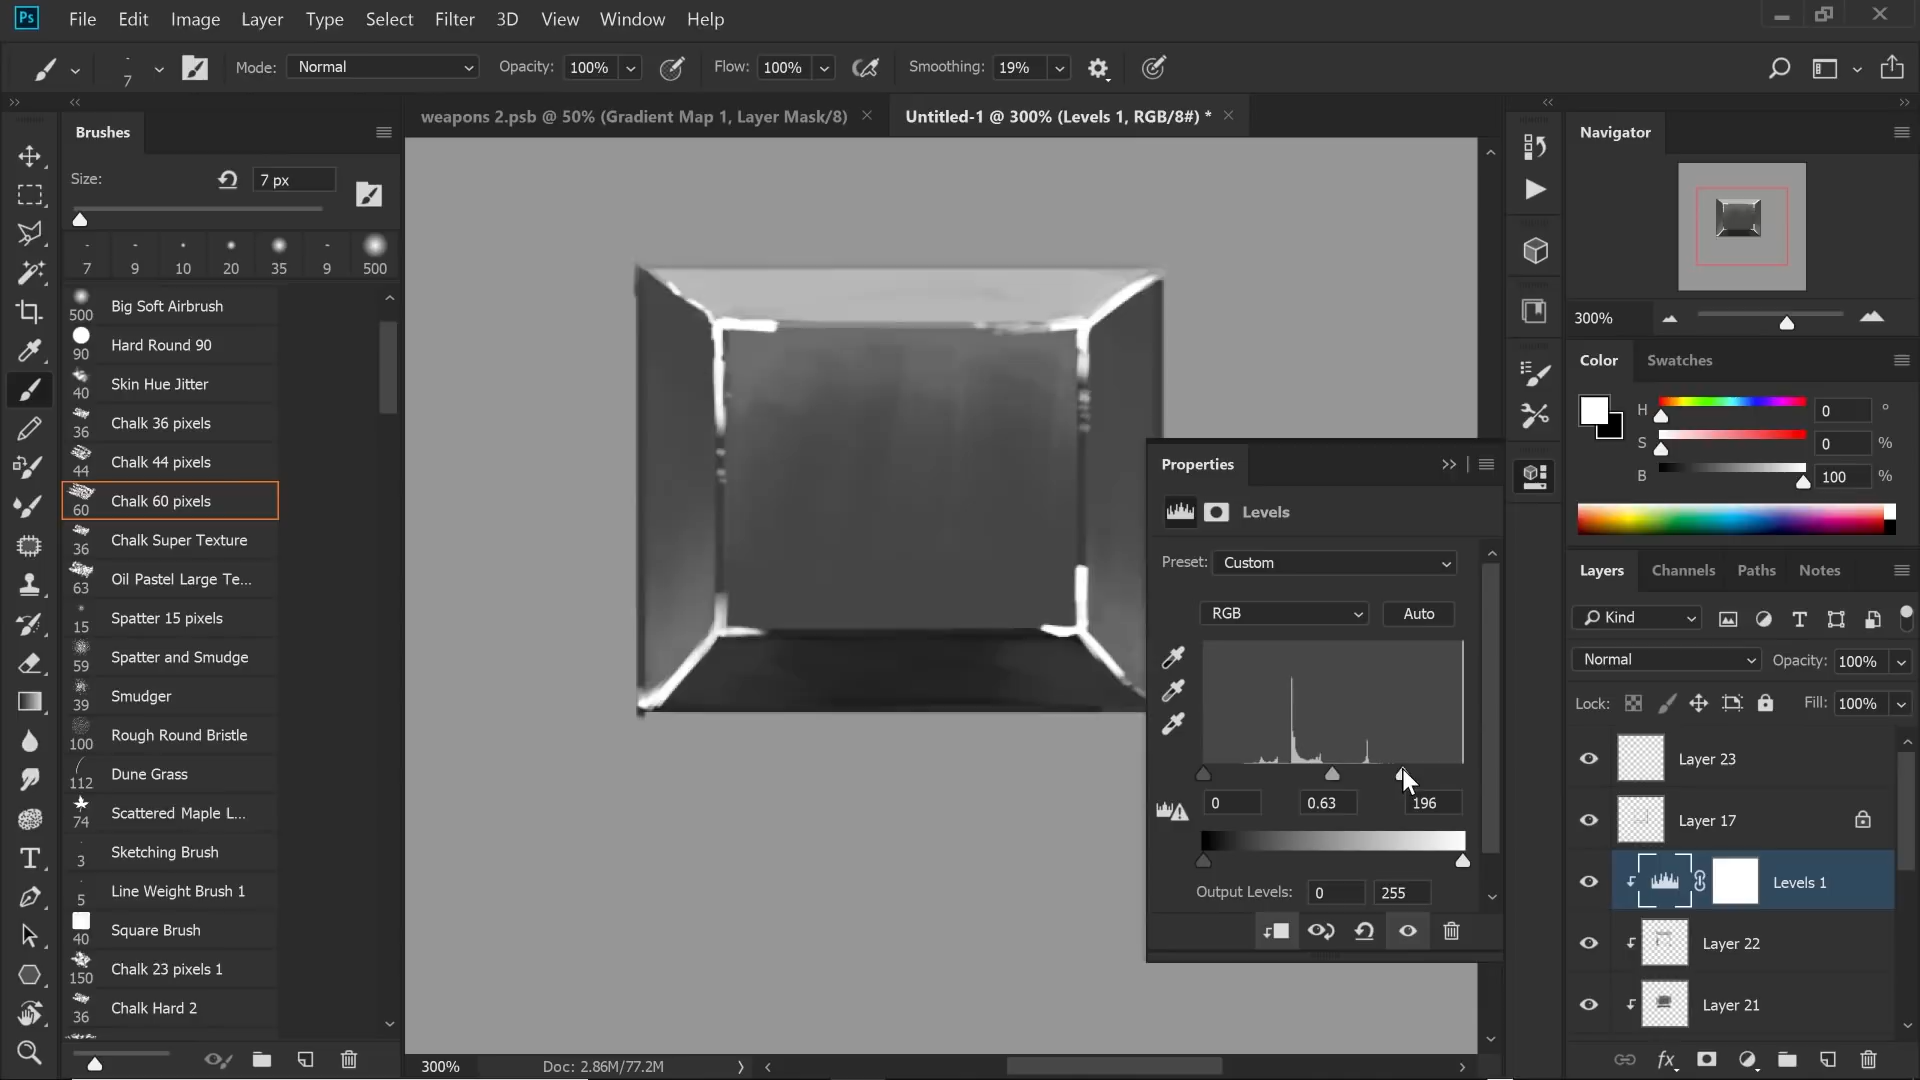 Ps File Edit Image Layer Type Select Filter 3D View Window Help
7 Mode: Normal Opacity: 100% Flow: 100% Smoothing: 19%
weapons 2.psb @ 50% (Gradient Map 1, Layer Mask/8) × Untitled-1 @ 300% (Levels 1, RGB/8#) * ×
Brushes
Size: 7 px
7 9 10 20 35 9 500
500 Big Soft Airbrush
90 Hard Round 90
40 Skin Hue Jitter
36 Chalk 36 pixels
44 Chalk 44 pixels
60 Chalk 60 pixels
36 Chalk Super Texture
63 Oil Pastel Large Te...
15 Spatter 15 pixels
59 Spatter and Smudge
39 Smudger
100 Rough Round Bristle
112 Dune Grass
74 Scattered Maple L...
3 Sketching Brush
5 Line Weight Brush 1
40 Square Brush
150 Chalk 23 pixels 1
36 Chalk Hard 2
300% Doc: 2.86M/77.2M
Properties
Levels
Preset: Custom
RGB Auto
0 0.63 196
Output Levels: 0 255
Navigator
300%
Color Swatches
H 0 °
S 0 %
B 100 %
Layers Channels Paths Notes
Kind
Normal Opacity: 100%
Lock: Fill: 100%
Layer 23
Layer 17
Levels 1
Layer 22
Layer 21
fx